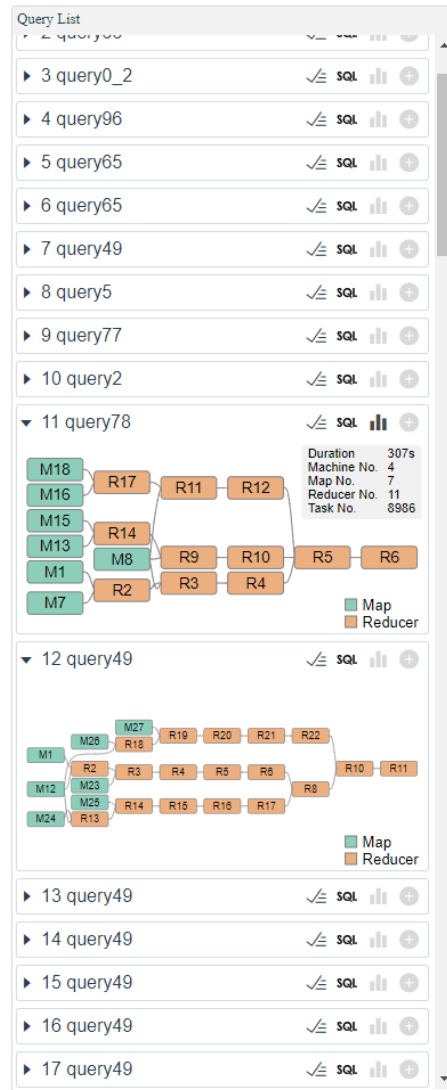 Query List
3 query0_2 SQL
4 query96 SQL
5 query65 SQL
6 query65 SQL
7 query49 SQL
8 query5 SQL
9 query77 SQL
10 query2 SQL
11 query78 SQL
Duration 307s
Machine No. 4
Map No. 7
Reducer No. 11
Task No. 8986
M18
R17
R11
R12
M16
M15
R14
M13
M8
R9
R10
R5
R6
M1
R2
R3
R4
M7
Map
Reducer
12 query49 SQL
M27
R19
R20
R21
R22
M26
R18
M1
R2
R3
R4
R5
R6
R10
R11
M12
M23
R8
M25
R14
R15
R16
R17
M24
R13
Map
Reducer
13 query49 SQL
14 query49 SQL
15 query49 SQL
16 query49 SQL
17 query49 SQL